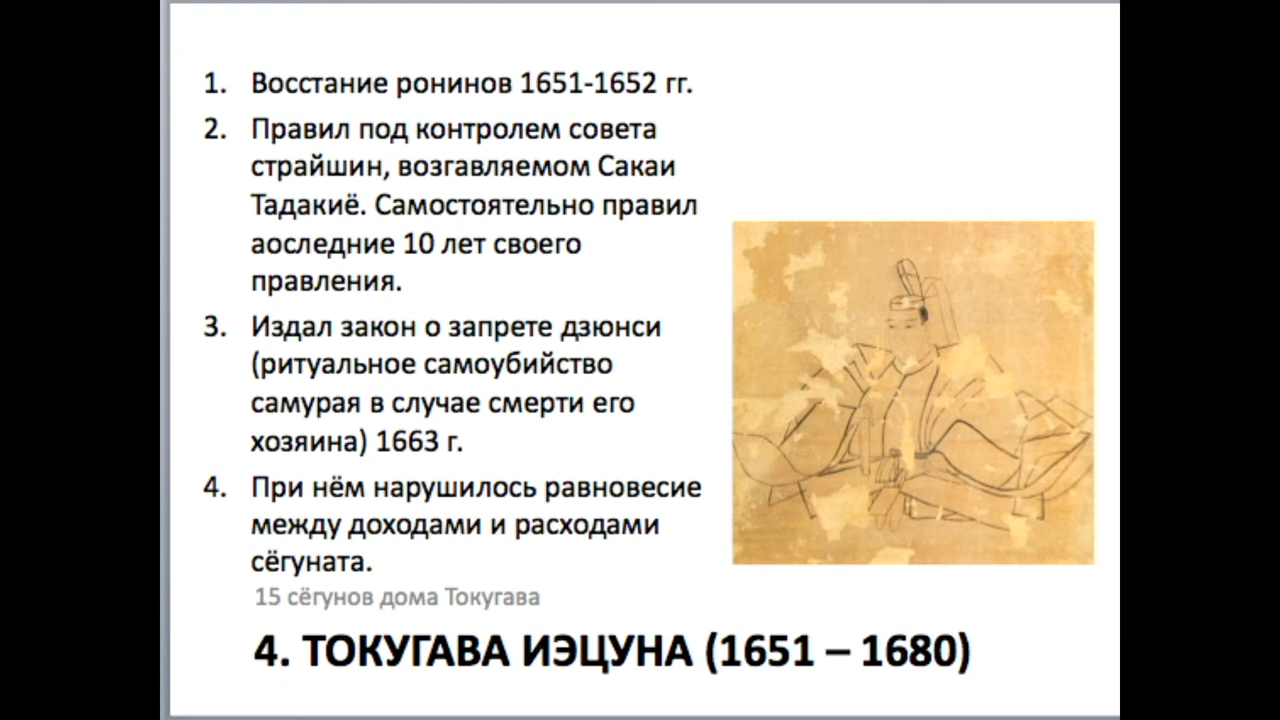 1. Восстание ронинов 1651-1652 гг.
2. Правил под контролем совета
страйшин, возгавляемом Сакаи
Тадакиё. Самостоятельно правил
аоследние 10 лет своего
правления.
3. Издал закон о запрете дзюнси
(ритуальное самоубийство
самурая в случае смерти его
хозяина) 1663 г.
4. При нём нарушилось равновесие
между доходами и расходами
сёгуната.
15 сёгунов дома Токугава
4. ТОКУГАВА ИЭЦУНА (1651 – 1680)